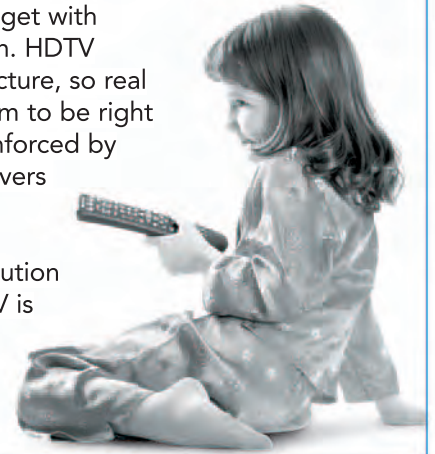 get with
n. HDTV
cture, so real
m to be right
nforced by
vers
ution
V is